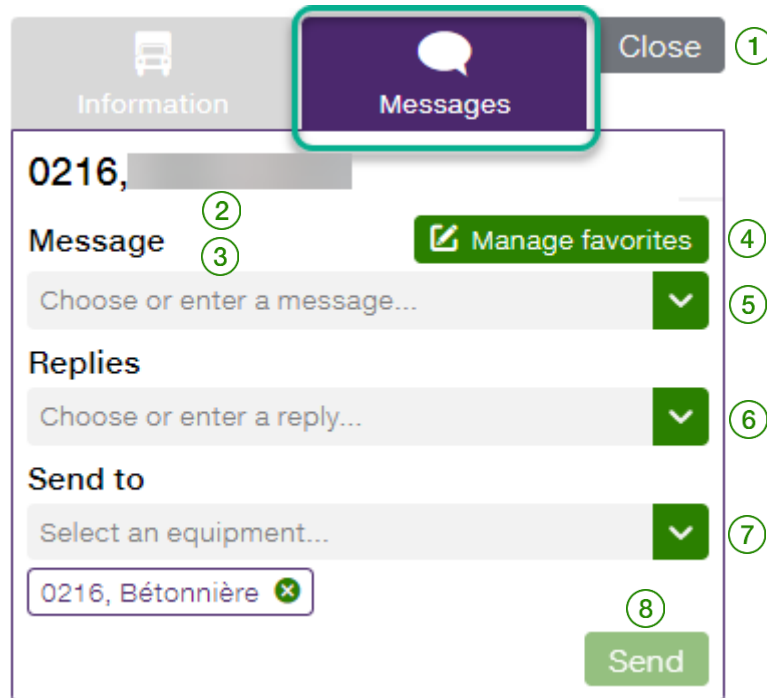 Close
1
Information
Messages
0216,
2
Message
3
Manage favorites
4
Choose or enter a message...
5
Replies
Choose or enter a reply...
6
Send to
Select an equipment...
7
0216, Bétonnière
8
Send